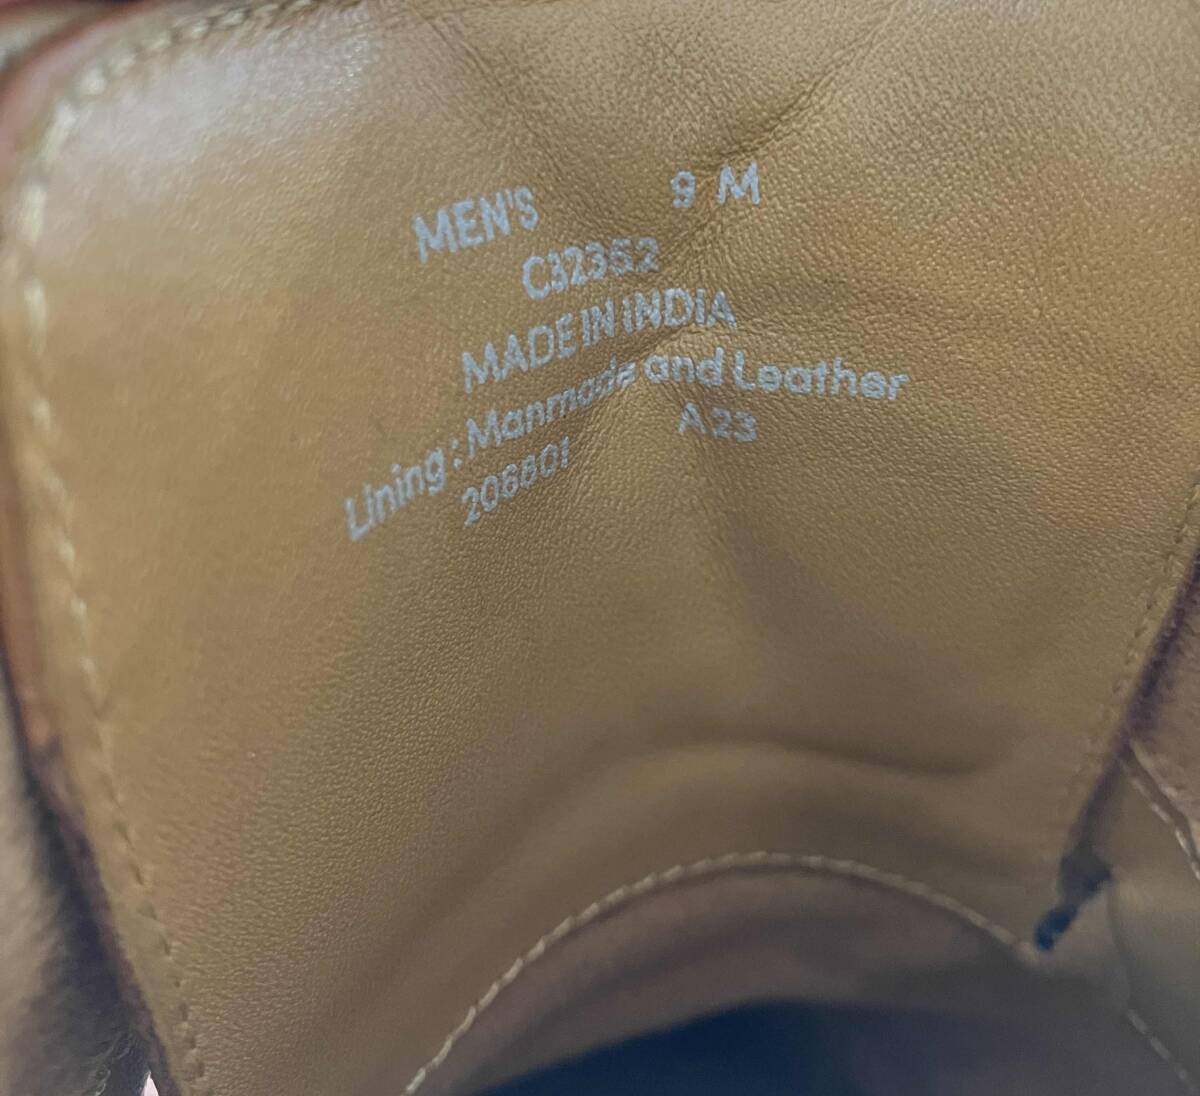 MEN'S 9 M
C32352
MADE IN INDIA
Lining: Manmade and Leather
206801 A23